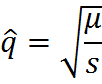 q̂ = √(μ/s)